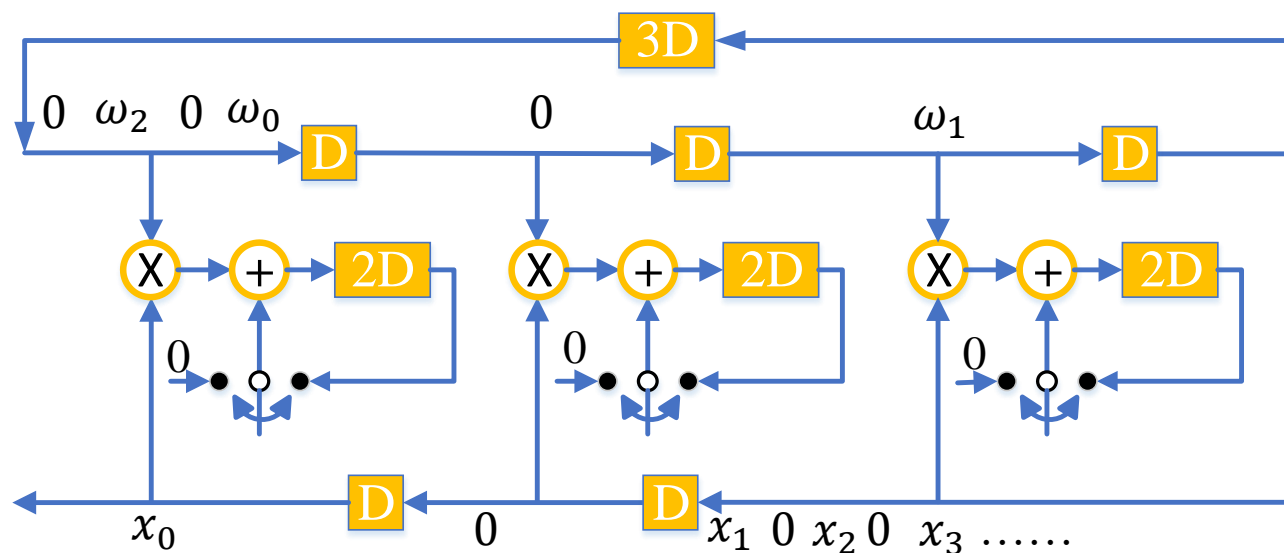 3D
0 ω₂ 0 ω₀ D 0 D ω₁ D
X + 2D X + 2D X + 2D
0 0 0
D D
x₀ 0 x₁ 0 x₂ 0 x₃ ……